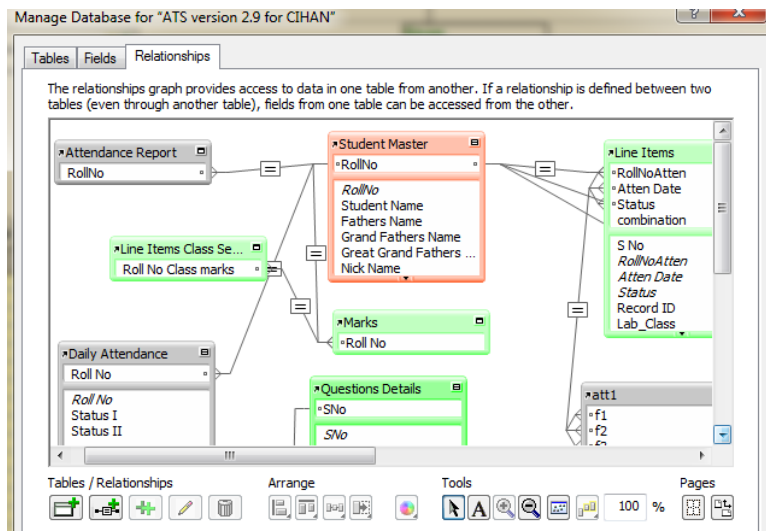 Manage Database for "ATS version 2.9 for CIHAN"
Tables
Fields
Relationships
The relationships graph provides access to data in one table from another. If a relationship is defined between two
tables (even through another table), fields from one table can be accessed from the other.
Attendance Report
RollNo
Student Master
RollNo
RollNo
Student Name
Fathers Name
Grand Fathers Name
Great Grand Fathers ...
Nick Name
Line Items
RollNoAtten
Atten Date
Status
combination
S No
RollNoAtten
Atten Date
Status
Record ID
Lab_Class
Line Items Class Se...
Roll No Class marks
Marks
Roll No
Daily Attendance
Roll No
Roll No
Status I
Status II
Questions Details
SNo
SNo
att1
f1
f2
Tables / Relationships
Arrange
Tools
Pages
A
100 %